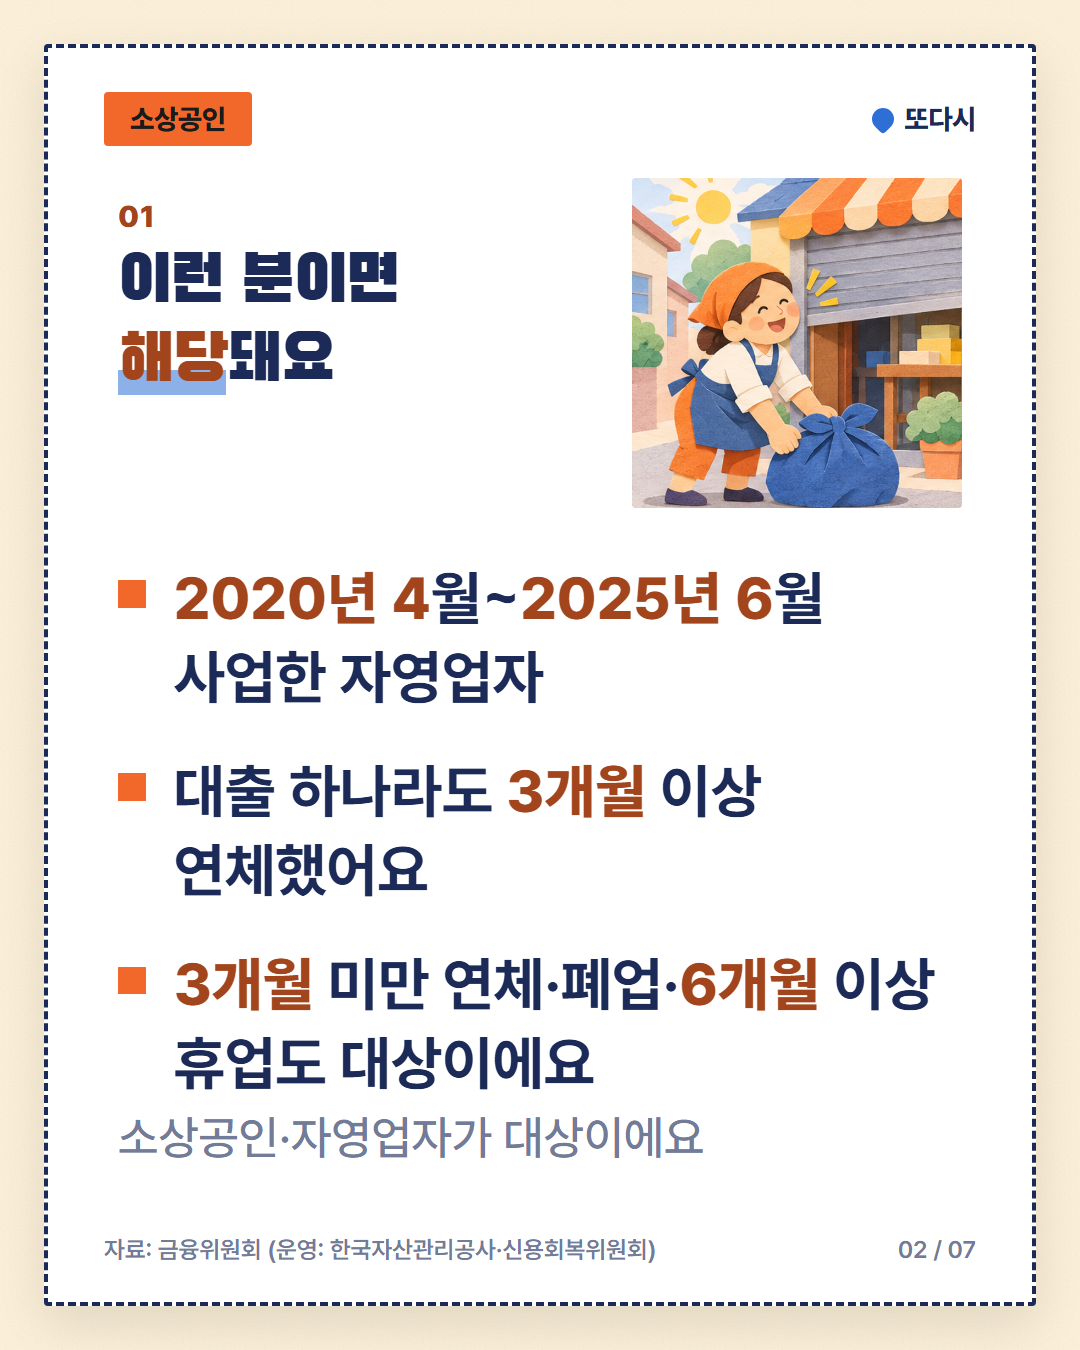 소상공인
또다시
01
이런 분이면
해당돼요
2020년 4월~2025년 6월
사업한 자영업자
대출 하나라도 3개월 이상
연체했어요
3개월 미만 연체·폐업·6개월 이상
휴업도 대상이에요
소상공인·자영업자가 대상이에요
자료: 금융위원회 (운영: 한국자산관리공사·신용회복위원회)
02 / 07